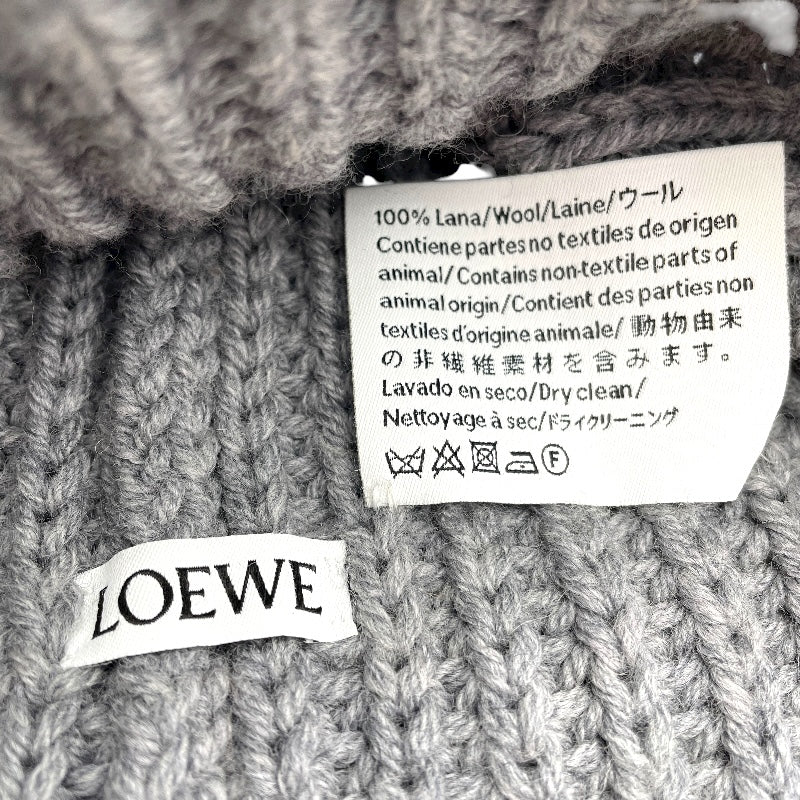 100% Lana/Wool/Laine/ウール
Contiene partes no textiles de origen
animal/Contains non-textile parts of
animal origin/Contient des parties non
textiles d'origine animale/ 動物由来
の非繊維素材を含みます。
Lavado en seco/Dry clean/
Nettoyage à sec/ドライクリーニング
F
LOEWE